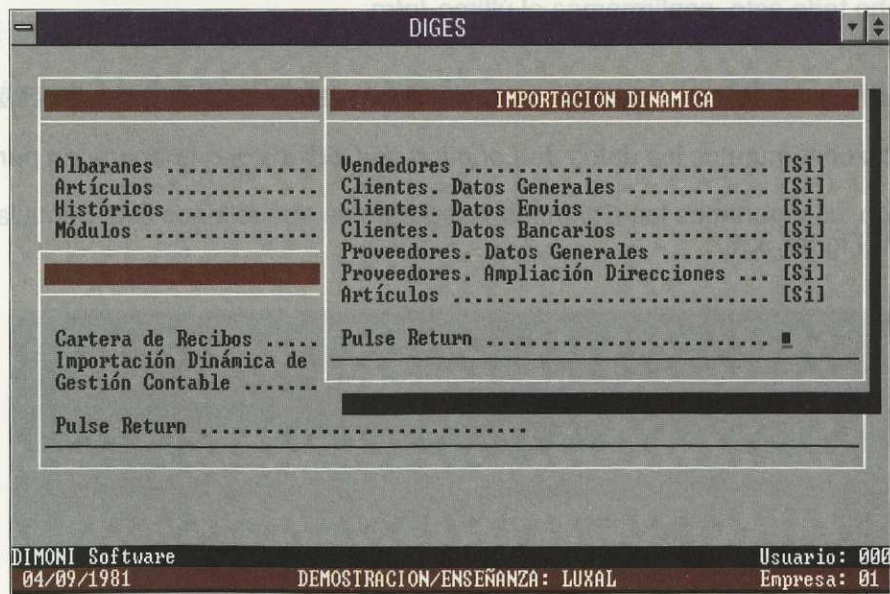 DIGES
IMPORTACION DINAMICA
Albaranes ..............
Artículos ..............
Históricos .............
Módulos ................
Vendedores ............................ [Si]
Clientes. Datos Generales ............. [Si]
Clientes. Datos Envios ................ [Si]
Clientes. Datos Bancarios ............. [Si]
Proveedores. Datos Generales .......... [Si]
Proveedores. Ampliación Direcciones ... [Si]
Artículos ............................. [Si]
Pulse Return ..........................
Cartera de Recibos .....
Importación Dinámica de
Gestión Contable .......
Pulse Return ..............................
DIMONI Software
Usuario: 000
04/09/1981
DEMOSTRACION/ENSEÑANZA: LUXAL
Empresa: 01